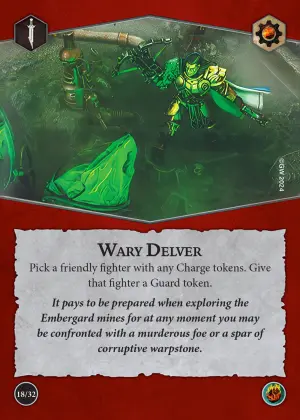 ©GW 2024
WARY DELVER
Pick a friendly fighter with any Charge tokens. Give
that fighter a Guard token.
It pays to be prepared when exploring the
Embergard mines for at any moment you may
be confronted with a murderous foe or a spar of
corruptive warpstone.
18/32